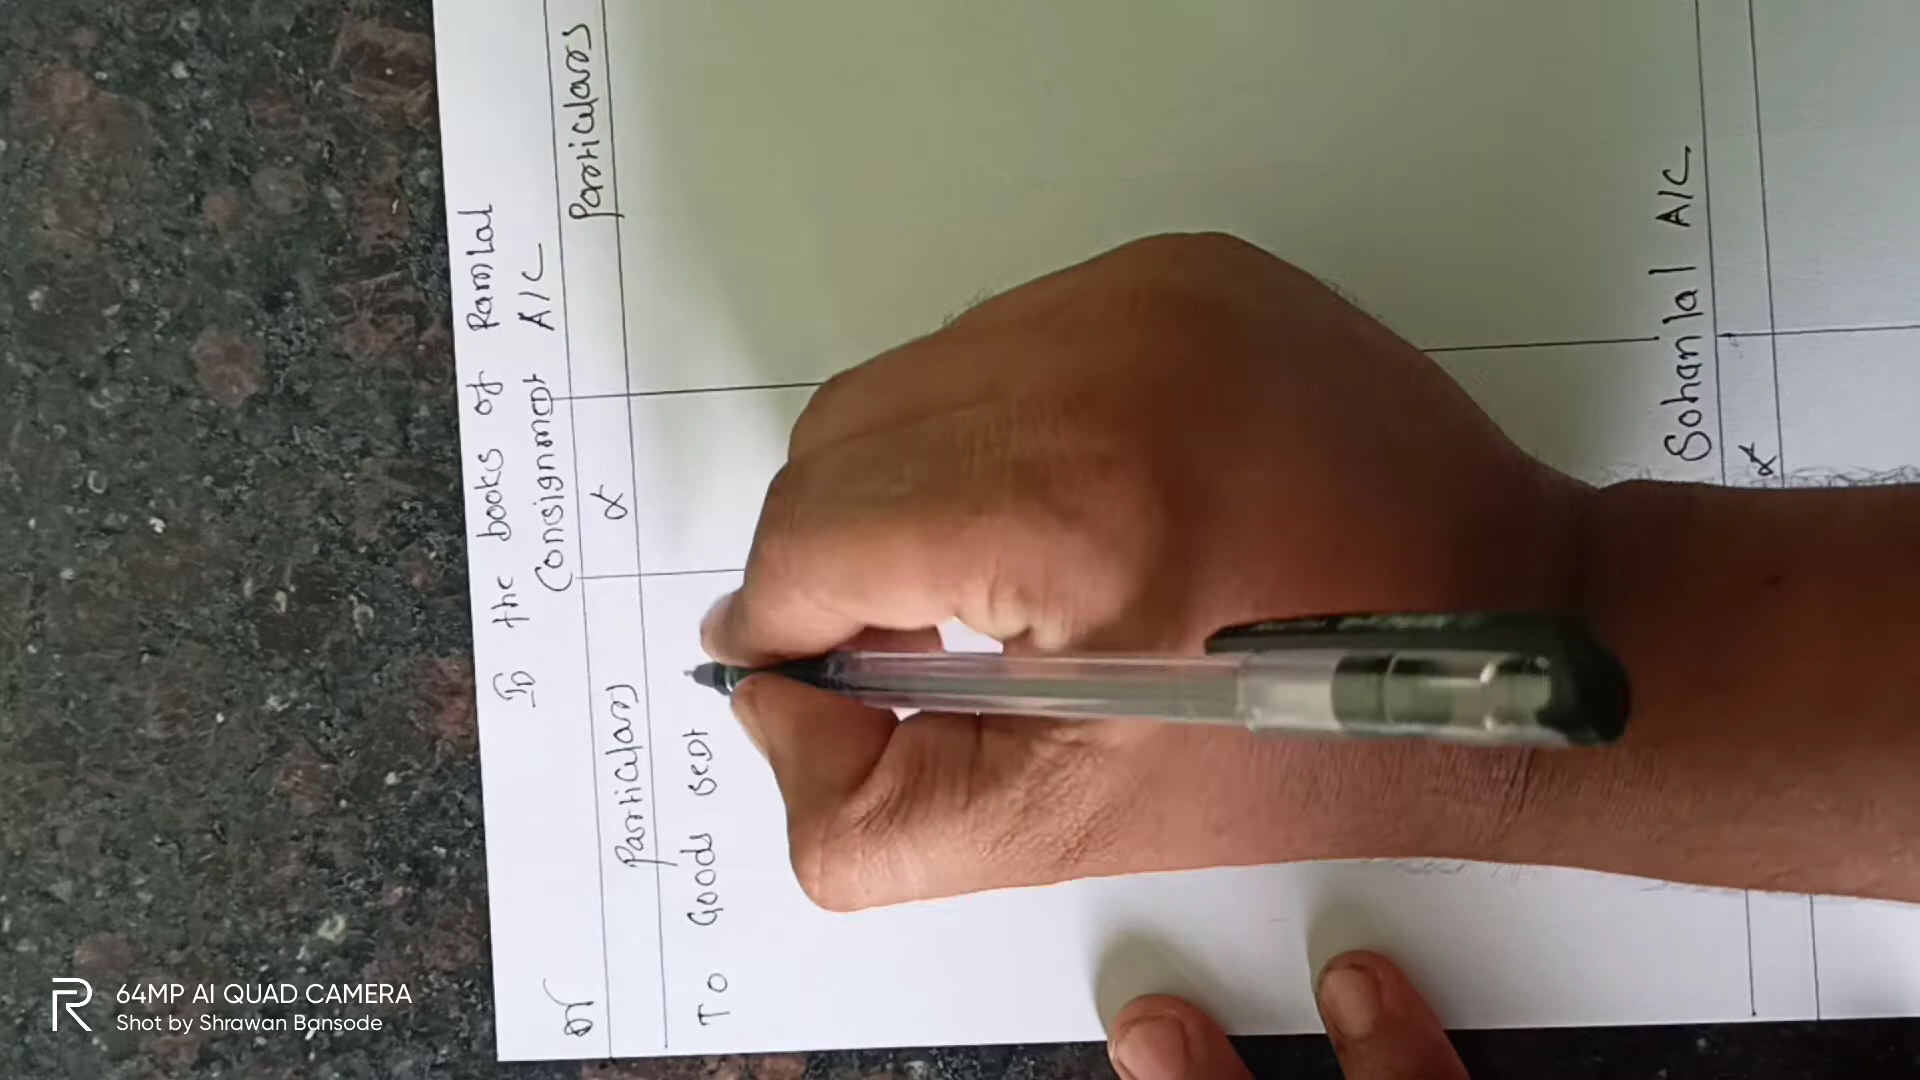 In the books of Ramlal
Consignment A/C
Dr
Particulars ₹ Particulars
To Goods sent
Sohanlal A/C
₹
64MP AI QUAD CAMERA
Shot by Shrawan Bansode